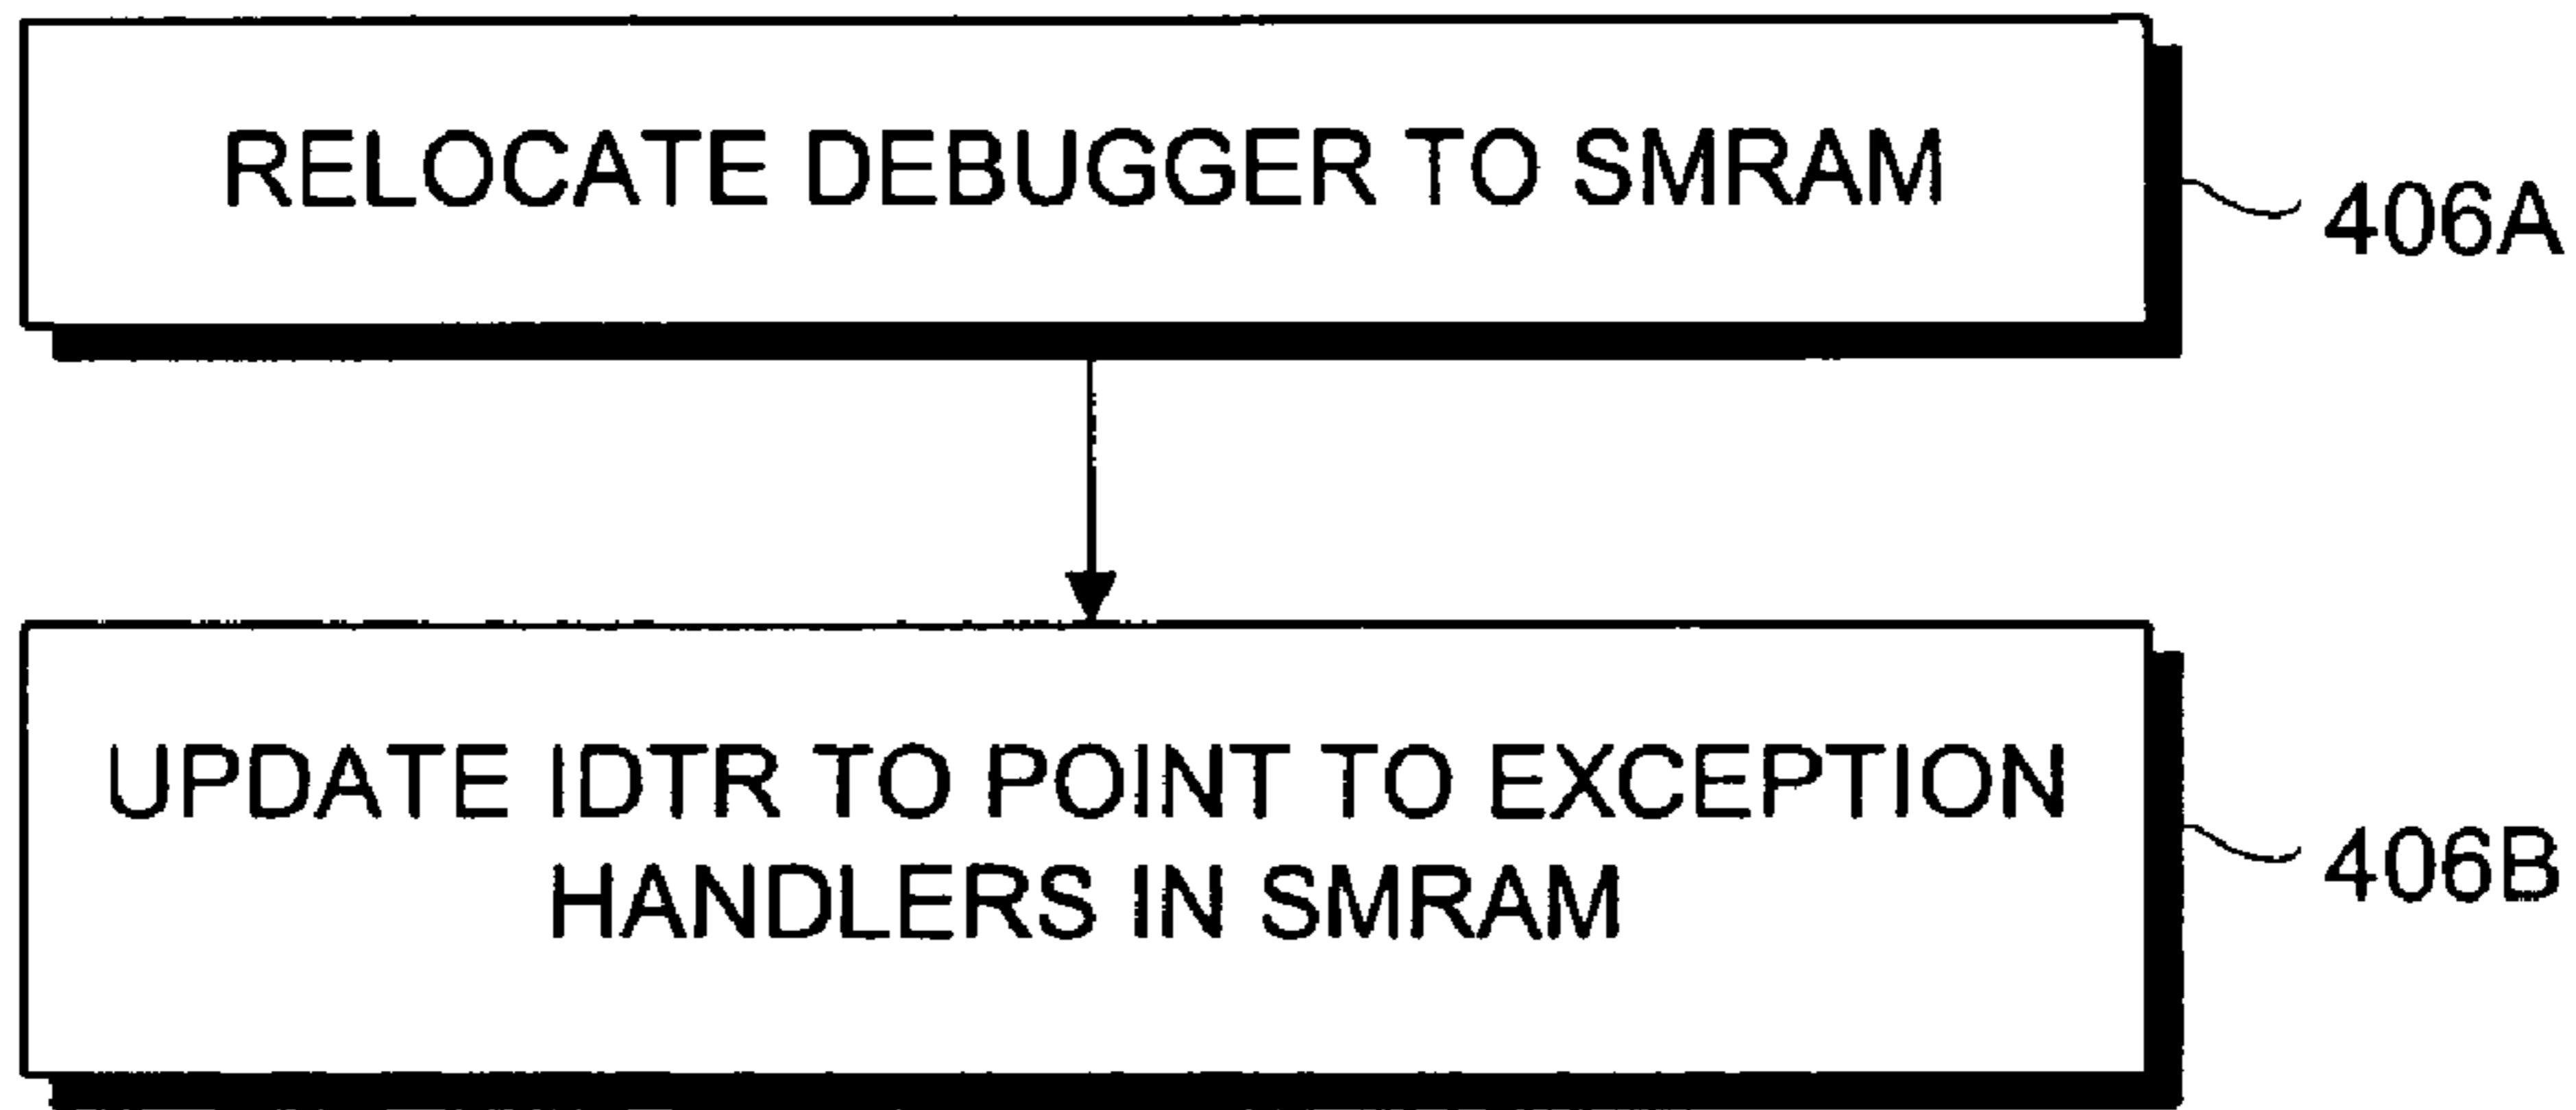 RELOCATE DEBUGGER TO SMRAM
406A
UPDATE IDTR TO POINT TO EXCEPTION
HANDLERS IN SMRAM
406B